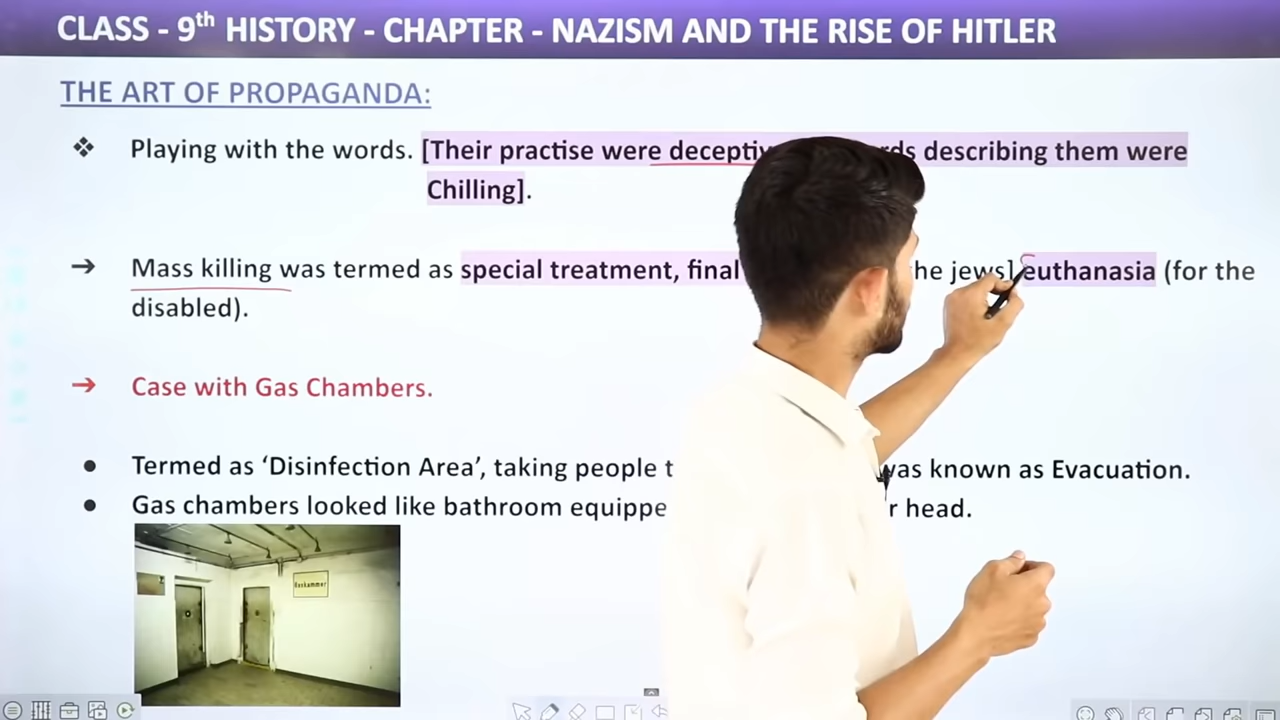 CLASS - 9th HISTORY - CHAPTER - NAZISM AND THE RISE OF HITLER
THE ART OF PROPAGANDA:
❖ Playing with the words. [Their practise were describing them were
Chilling].
→ Mass killing was termed as special treatment, final he jews] euthanasia (for the
disabled).
→ Case with Gas Chambers.
● Termed as ‘Disinfection Area’, taking people was known as Evacuation.
● Gas chambers looked like bathroom head.
Gaskammer